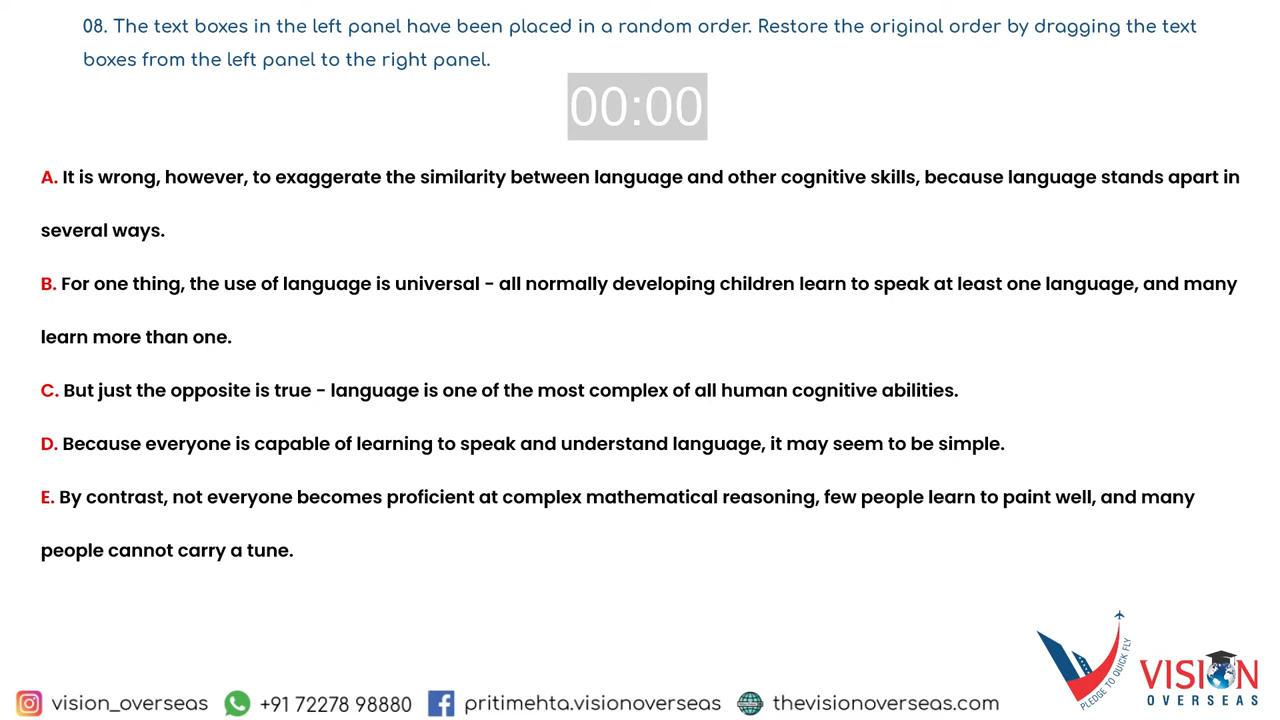 08. The text boxes in the left panel have been placed in a random order. Restore the original order by dragging the text
boxes from the left panel to the right panel.
00:00
A. It is wrong, however, to exaggerate the similarity between language and other cognitive skills, because language stands apart in
several ways.
B. For one thing, the use of language is universal - all normally developing children learn to speak at least one language, and many
learn more than one.
C. But just the opposite is true - language is one of the most complex of all human cognitive abilities.
D. Because everyone is capable of learning to speak and understand language, it may seem to be simple.
E. By contrast, not everyone becomes proficient at complex mathematical reasoning, few people learn to paint well, and many
people cannot carry a tune.
PLEDGE TO QUICK FLY
VISION
OVERSEAS
vision_overseas
+91 72278 98880
pritimehta.visionoverseas
thevisionoverseas.com